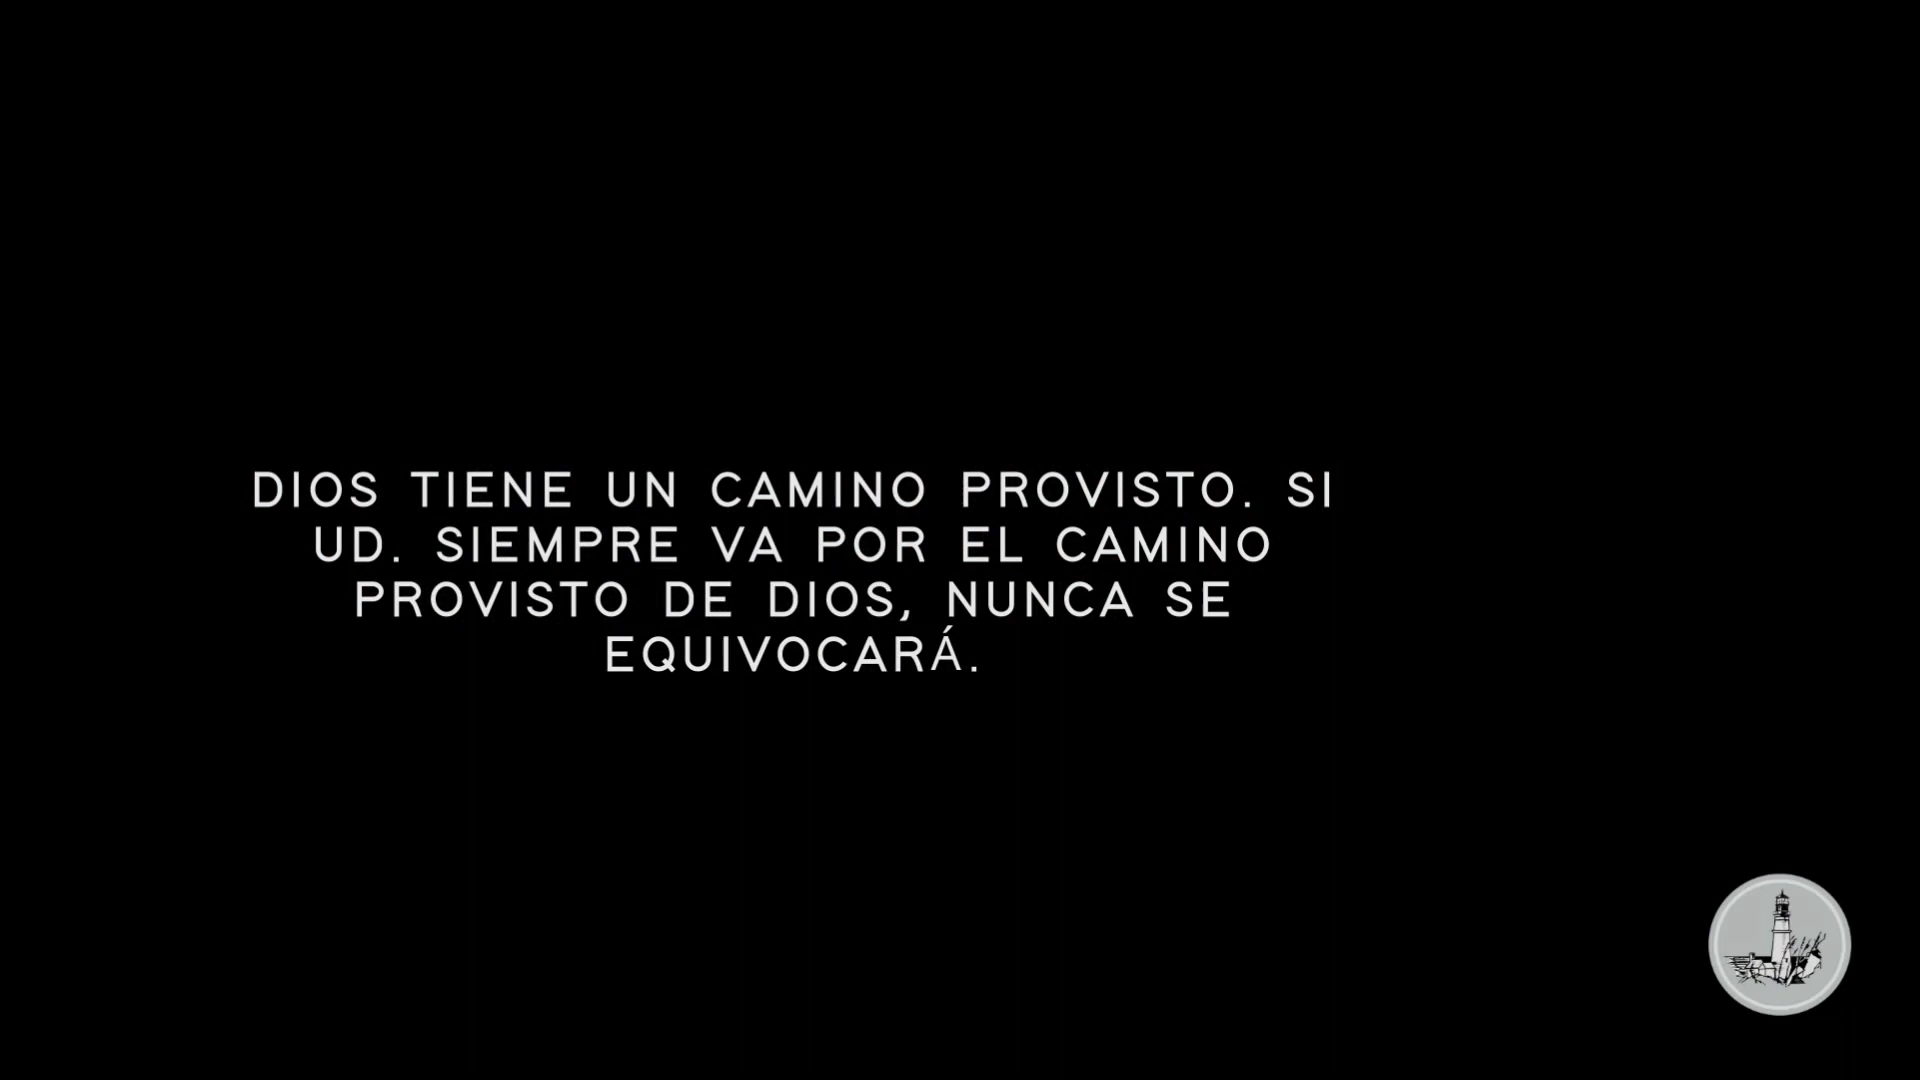 DIOS TIENE UN CAMINO PROVISTO. SI
UD. SIEMPRE VA POR EL CAMINO
PROVISTO DE DIOS, NUNCA SE
EQUIVOCARÁ.